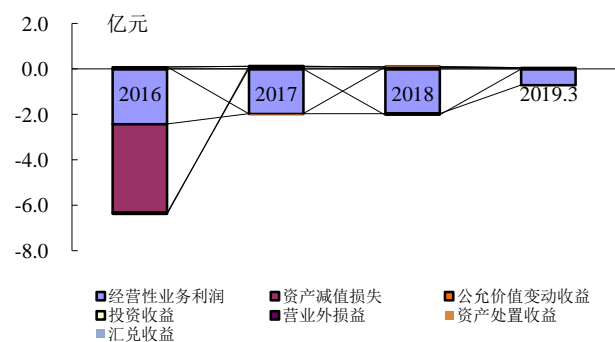 亿元
2.0
0.0
-2.0
-4.0
-6.0
-8.0
2016 2017 2018 2019.3
经营性业务利润 资产减值损失 公允价值变动收益
投资收益 营业外损益 资产处置收益
汇兑收益